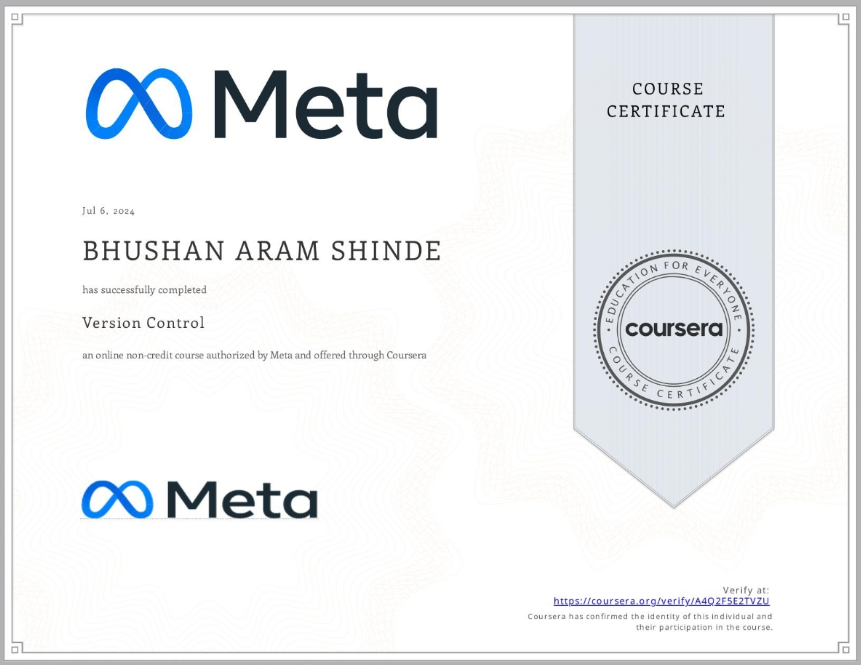 Meta
COURSE
CERTIFICATE
Jul 6, 2024
BHUSHAN ARAM SHINDE
has successfully completed
Version Control
an online non-credit course authorized by Meta and offered through Coursera
EDUCATION FOR EVERYONE
coursera
COURSE CERTIFICATE
Meta
Verify at:
https://coursera.org/verify/A4Q2F5E2TVZU
Coursera has confirmed the identity of this individual and
their participation in the course.